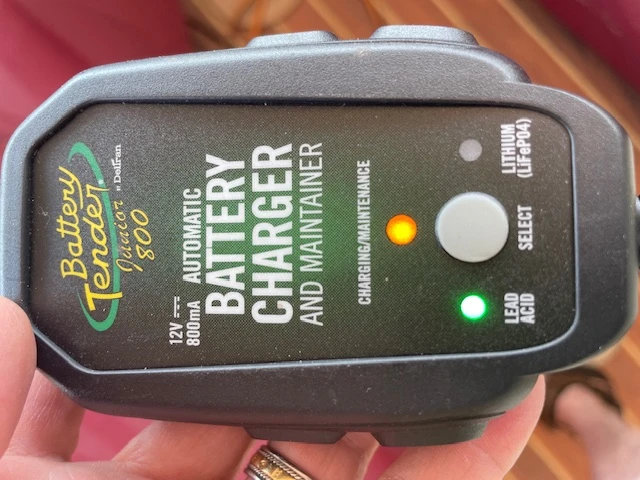 Battery
Tender®
Junior
800
BY Deltran
12V
800mA
AUTOMATIC
BATTERY
CHARGER
AND MAINTAINER
CHARGING/MAINTENANCE
LITHIUM
(LiFePO4)
SELECT
LEAD
ACID